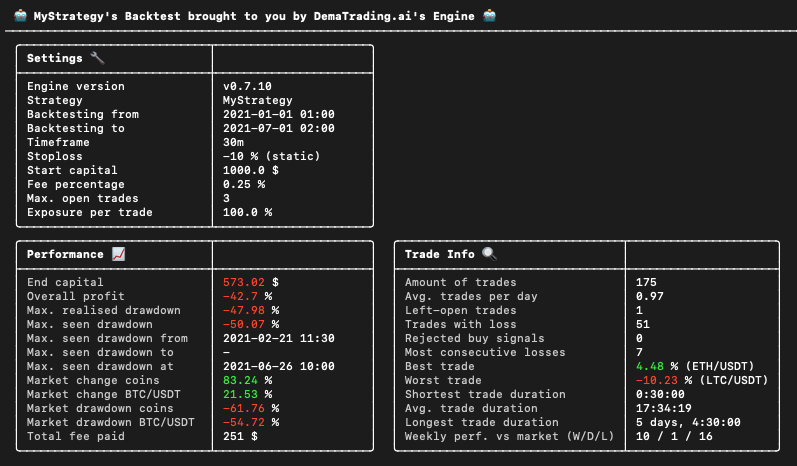 🤖 MyStrategy's Backtest brought to you by DemaTrading.ai's Engine 🤖
Settings 🔧
Engine version v0.7.10
Strategy MyStrategy
Backtesting from 2021-01-01 01:00
Backtesting to 2021-07-01 02:00
Timeframe 30m
Stoploss -10 % (static)
Start capital 1000.0 $
Fee percentage 0.25 %
Max. open trades 3
Exposure per trade 100.0 %
Performance 📈
End capital 573.02 $
Overall profit -42.7 %
Max. realised drawdown -47.98 %
Max. seen drawdown -50.07 %
Max. seen drawdown from 2021-02-21 11:30
Max. seen drawdown to -
Max. seen drawdown at 2021-06-26 10:00
Market change coins 83.24 %
Market change BTC/USDT 21.53 %
Market drawdown coins -61.76 %
Market drawdown BTC/USDT -54.72 %
Total fee paid 251 $
Trade Info 🔍
Amount of trades 175
Avg. trades per day 0.97
Left-open trades 1
Trades with loss 51
Rejected buy signals 0
Most consecutive losses 7
Best trade 4.48 % (ETH/USDT)
Worst trade -10.23 % (LTC/USDT)
Shortest trade duration 0:30:00
Avg. trade duration 17:34:19
Longest trade duration 5 days, 4:30:00
Weekly perf. vs market (W/D/L) 10 / 1 / 16